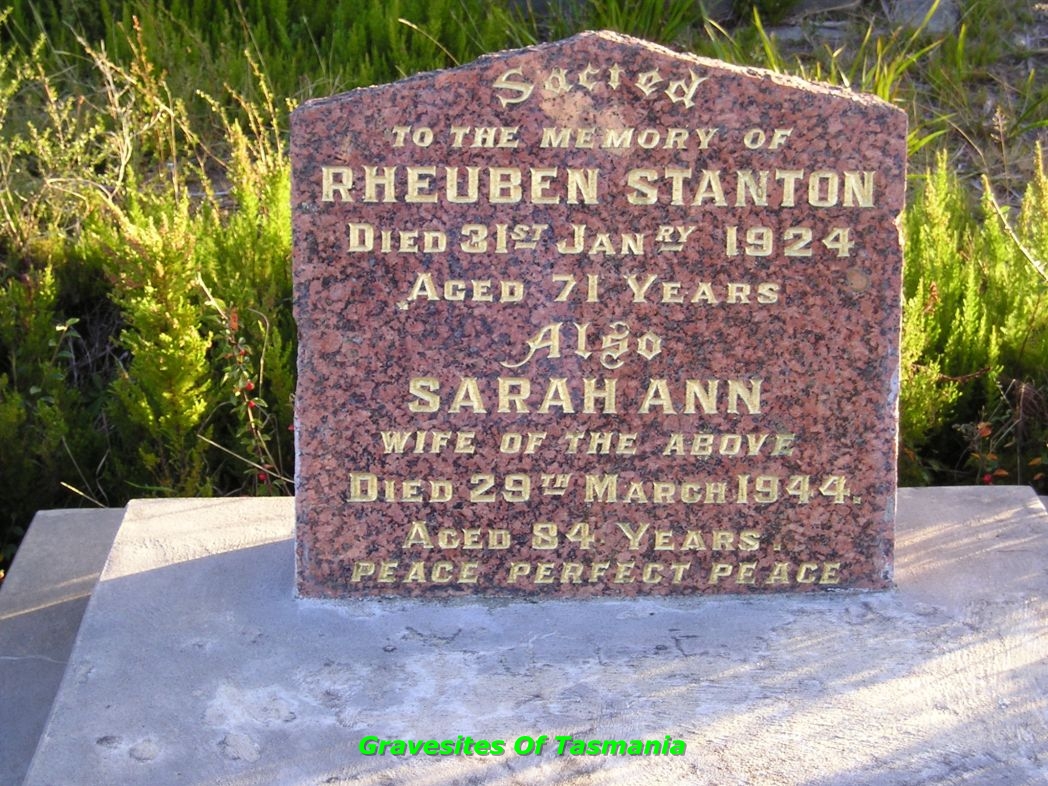 Sacred
TO THE MEMORY OF
RHEUBEN STANTON
DIED 31ST JANRY 1924
AGED 71 YEARS
Also
SARAH ANN
WIFE OF THE ABOVE
DIED 29TH MARCH 1944.
AGED 84 YEARS.
PEACE PERFECT PEACE
Gravesites Of Tasmania